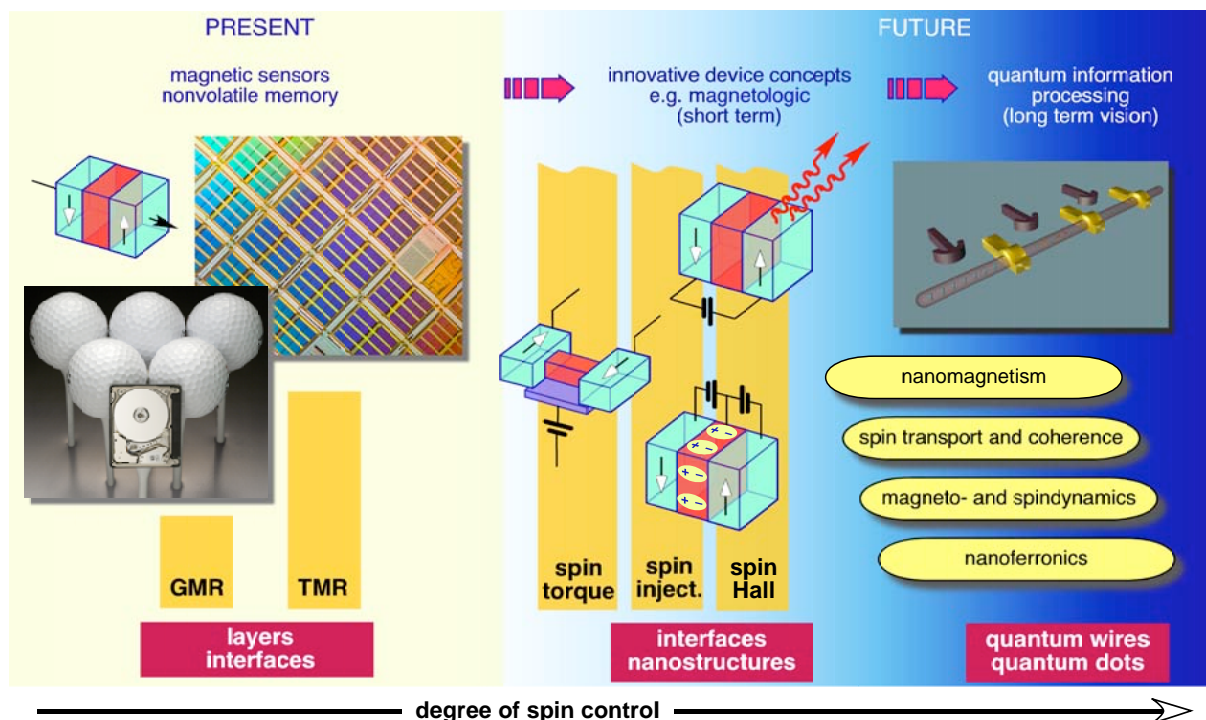 PRESENT
FUTURE
magnetic sensors
nonvolatile memory
innovative device concepts
e.g. magnetologic
(short term)
quantum information
processing
(long term vision)
nanomagnetism
spin transport and coherence
magneto- and spindynamics
nanoferronics
GMR
TMR
spin
torque
spin
inject.
spin
Hall
layers
interfaces
interfaces
nanostructures
quantum wires
quantum dots
degree of spin control